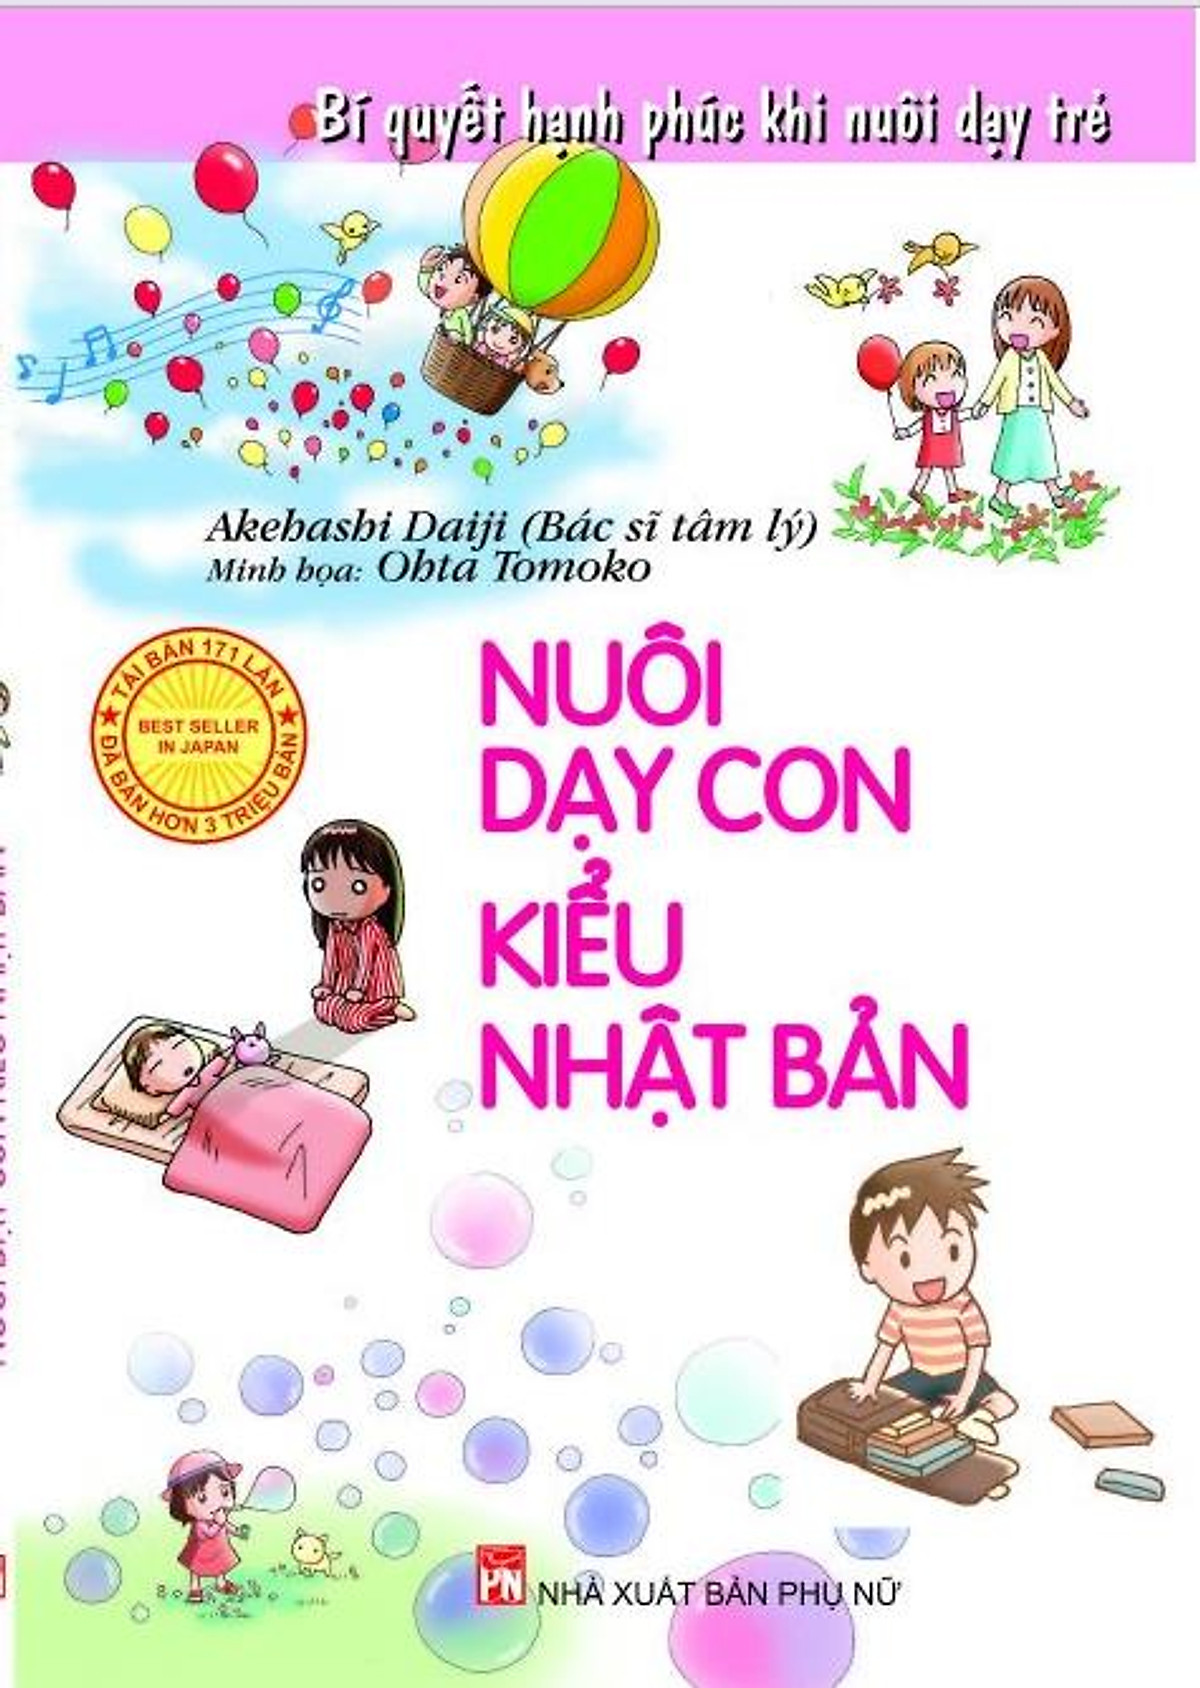 Bí quyết hạnh phúc khi nuôi dạy trẻ
Akehashi Daiji (Bác sĩ tâm lý)
Minh họa: Ohta Tomoko
TÁI BẢN 171 LẦN
BEST SELLER
IN JAPAN
ĐÃ BÁN HƠN 3 TRIỆU BẢN
NUÔI
DẠY CON
KIỂU
NHẬT BẢN
PN NHÀ XUẤT BẢN PHỤ NỮ